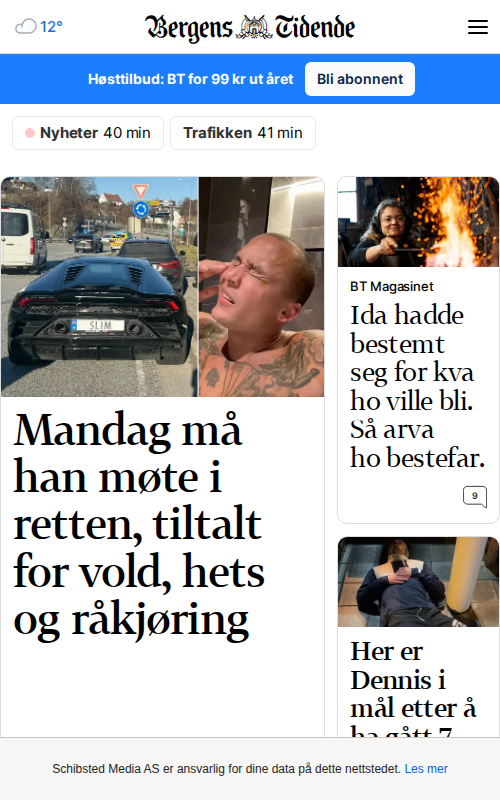 12°
Bergens Tidende
Høsttilbud: BT for 99 kr ut året
Bli abonnent
Nyheter 40 min
Trafikken 41 min
SLIM
Mandag må
han møte i
retten, tiltalt
for vold, hets
og råkjøring
BT Magasinet
Ida hadde
bestemt
seg for kva
ho ville bli.
Så arva
ho bestefar.
9
Her er
Dennis i
mål etter å
ha gått 7
Schibsted Media AS er ansvarlig for dine data på dette nettstedet. Les mer